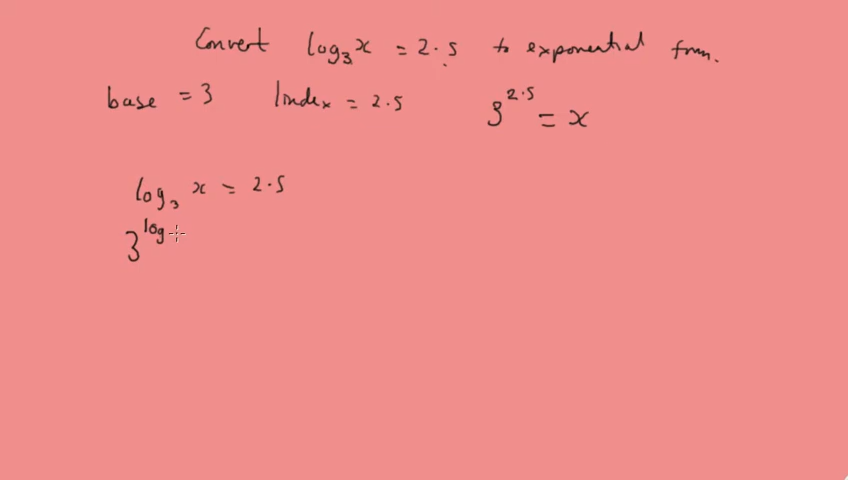 Convert log₃x = 2.5 to exponential form.
base = 3 Index = 2.5 3^2.5 = x
log₃ x = 2.5
3^log